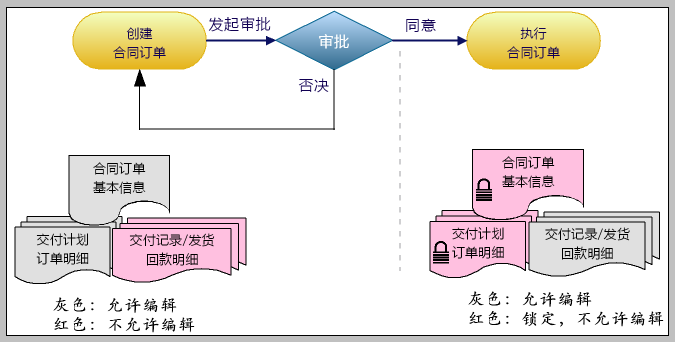 创建
合同订单
发起审批
审批
同意
执行
合同订单
否决
合同订单
基本信息
交付计划
订单明细
交付记录/发货
回款明细
灰色：允许编辑
红色：不允许编辑
合同订单
基本信息
交付计划
订单明细
交付记录/发货
回款明细
灰色：允许编辑
红色：锁定，不允许编辑